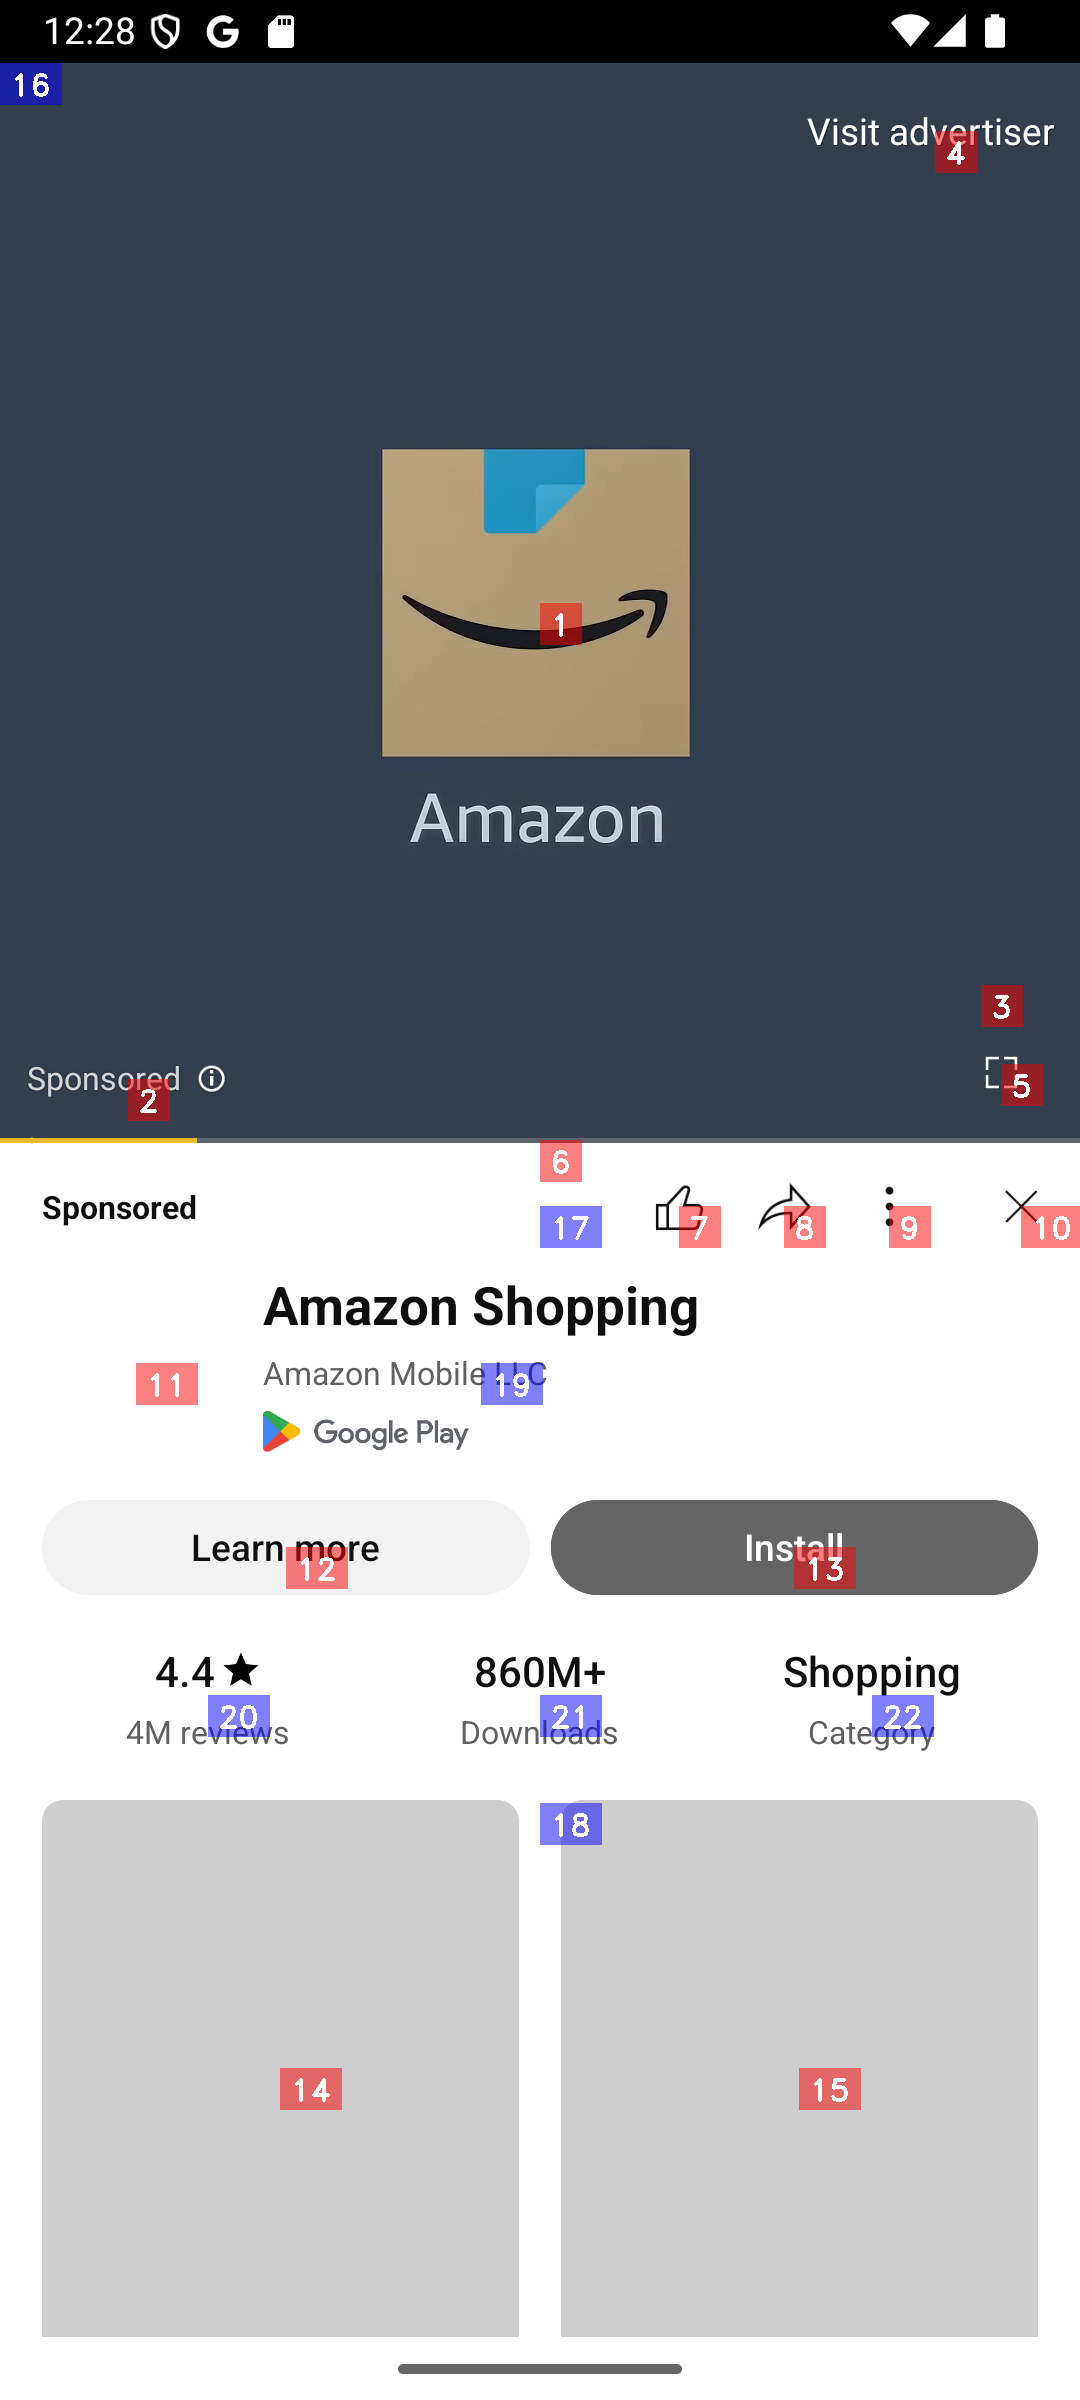 12:28
16
Visit advertiser
4
1
Amazon
3
Sponsored
2
5
6
Sponsored
17
7
8
9
10
Amazon Shopping
Amazon Mobile LLC
11
19
Google Play
Learn more
Install
12
13
4.4 860M+ Shopping
20
21
22
4M reviews Downloads Category
18
14
15